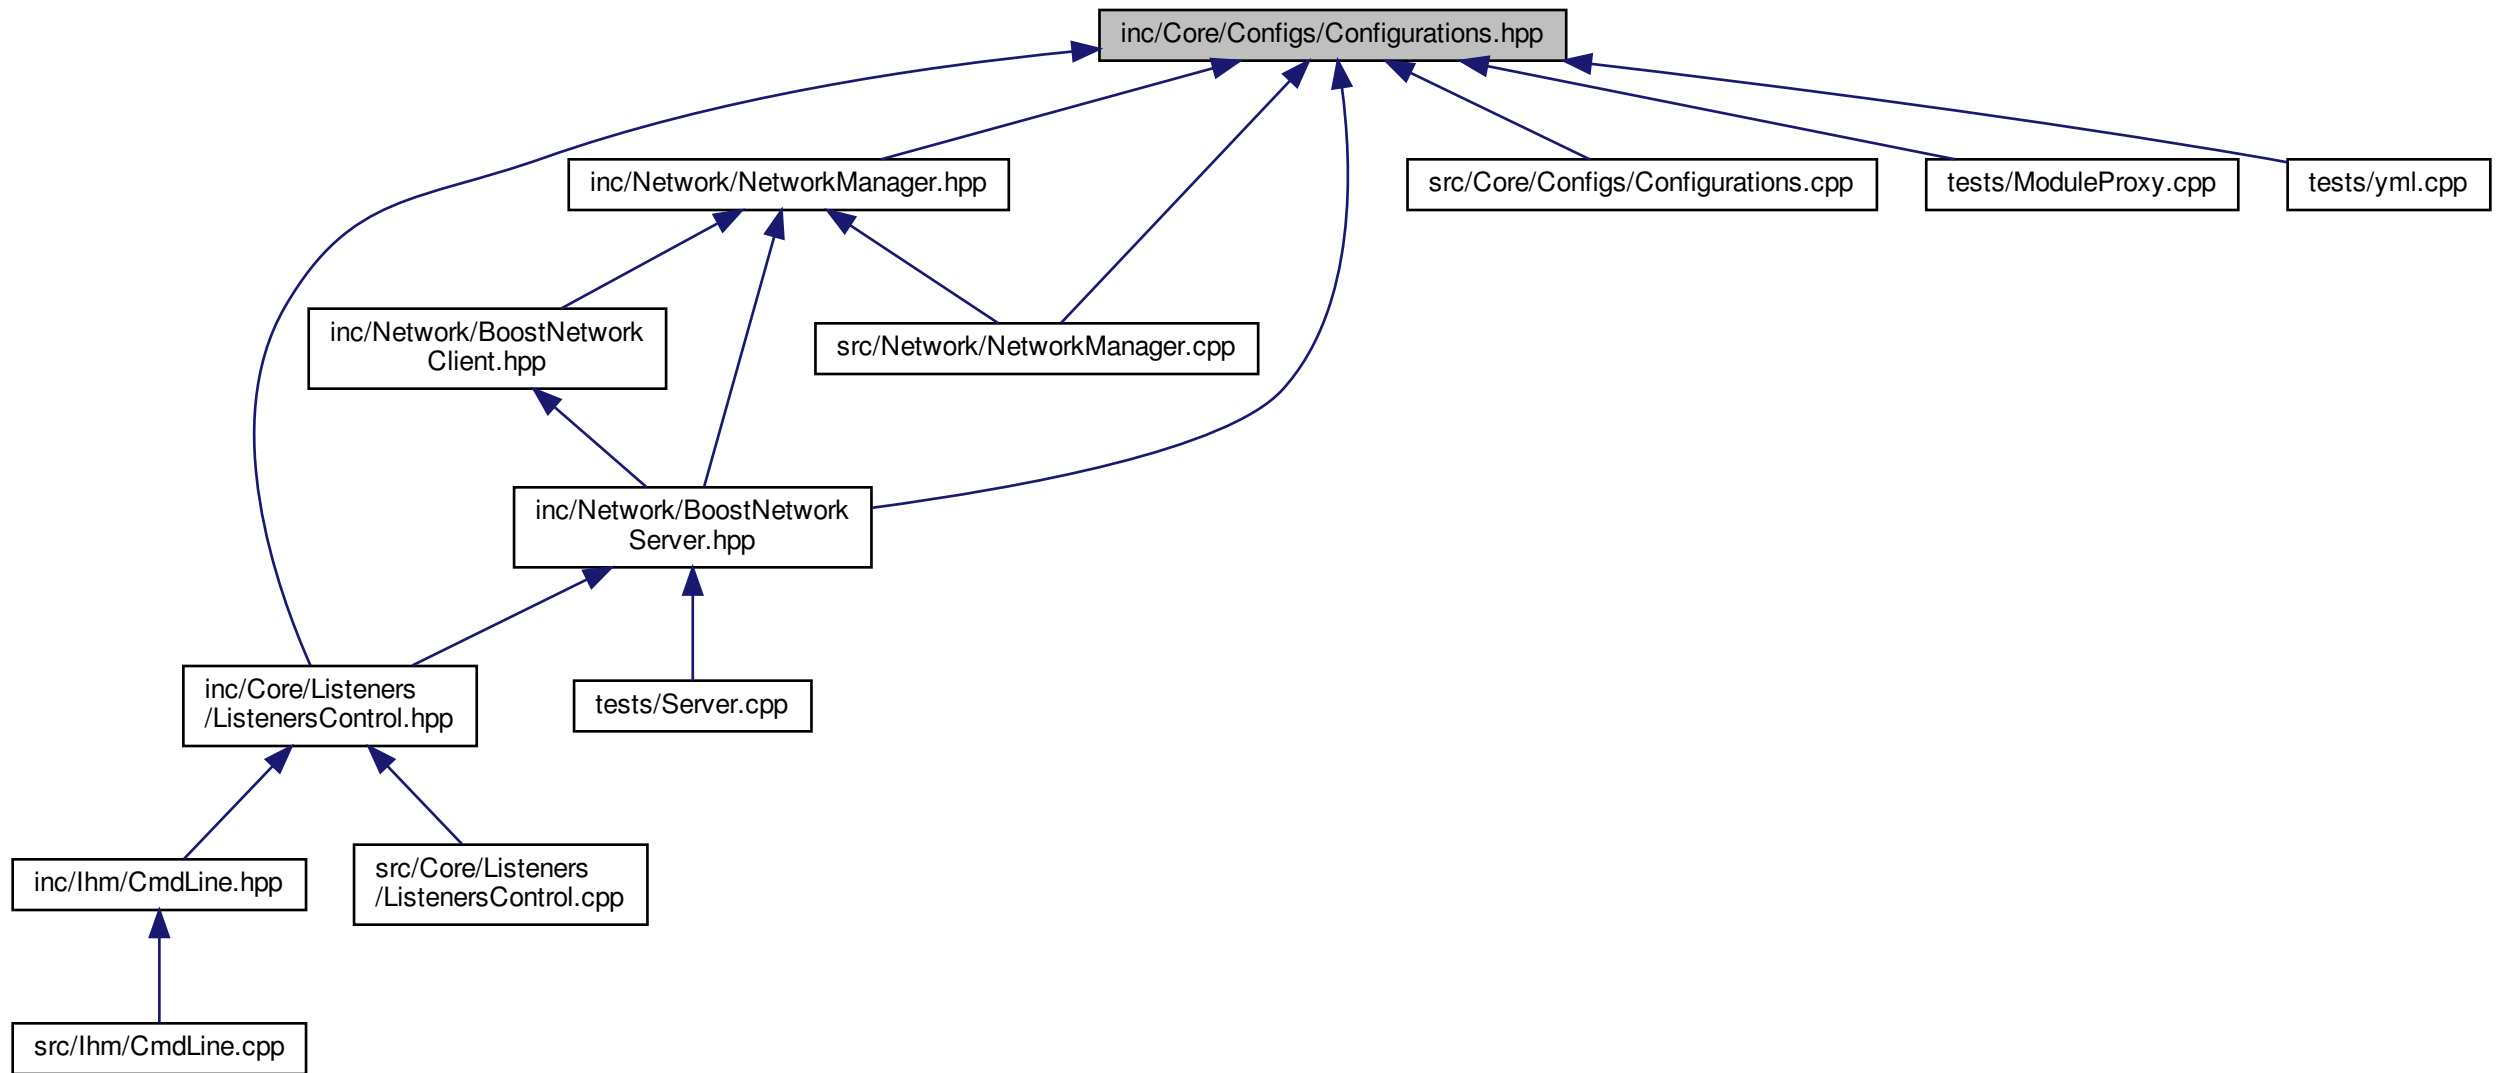 inc/Core/Configs/Configurations.hpp
inc/Network/NetworkManager.hpp
src/Core/Configs/Configurations.cpp
tests/ModuleProxy.cpp
tests/yml.cpp
inc/Network/BoostNetwork
Client.hpp
src/Network/NetworkManager.cpp
inc/Network/BoostNetwork
Server.hpp
inc/Core/Listeners
/ListenersControl.hpp
tests/Server.cpp
inc/Ihm/CmdLine.hpp
src/Core/Listeners
/ListenersControl.cpp
src/Ihm/CmdLine.cpp